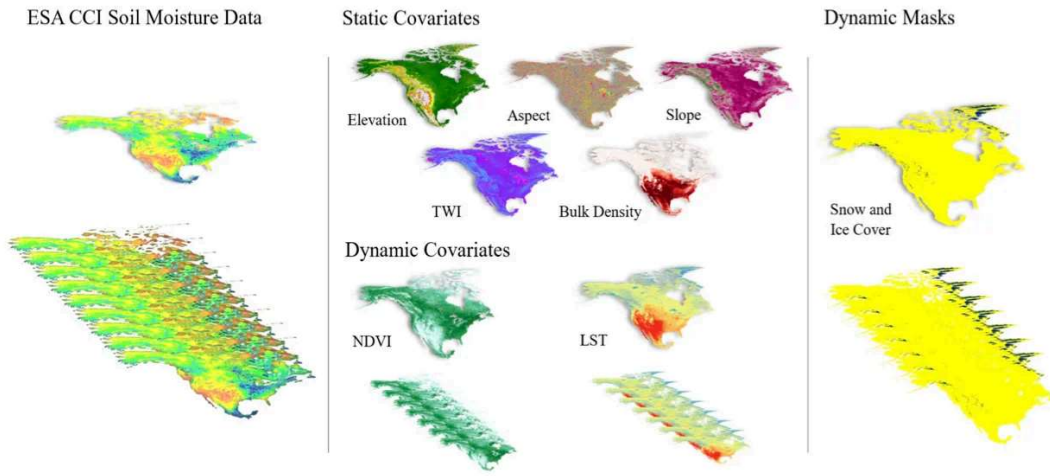 ESA CCI Soil Moisture Data
Static Covariates
Dynamic Masks
Elevation
Aspect
Slope
TWI
Bulk Density
Snow and
Ice Cover
Dynamic Covariates
NDVI
LST